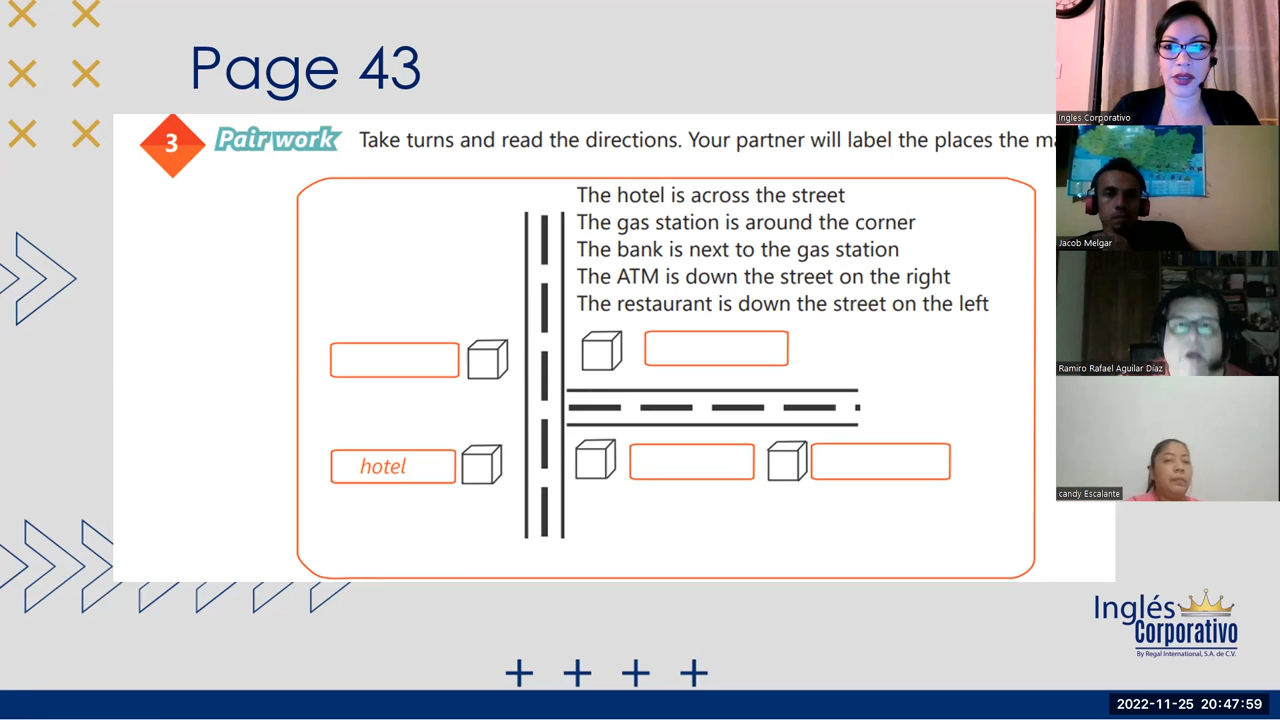 Page 43
3 Pair work Take turns and read the directions. Your partner will label the places the ma
The hotel is across the street
The gas station is around the corner
The bank is next to the gas station
The ATM is down the street on the right
The restaurant is down the street on the left
hotel
Inglés Corporativo
Jacob Melgar
Ramiro Rafael Aguilar Díaz
candy Escalante
Inglés
Corporativo
By Regal International, S.A. de C.V.
2022-11-25 20:47:59